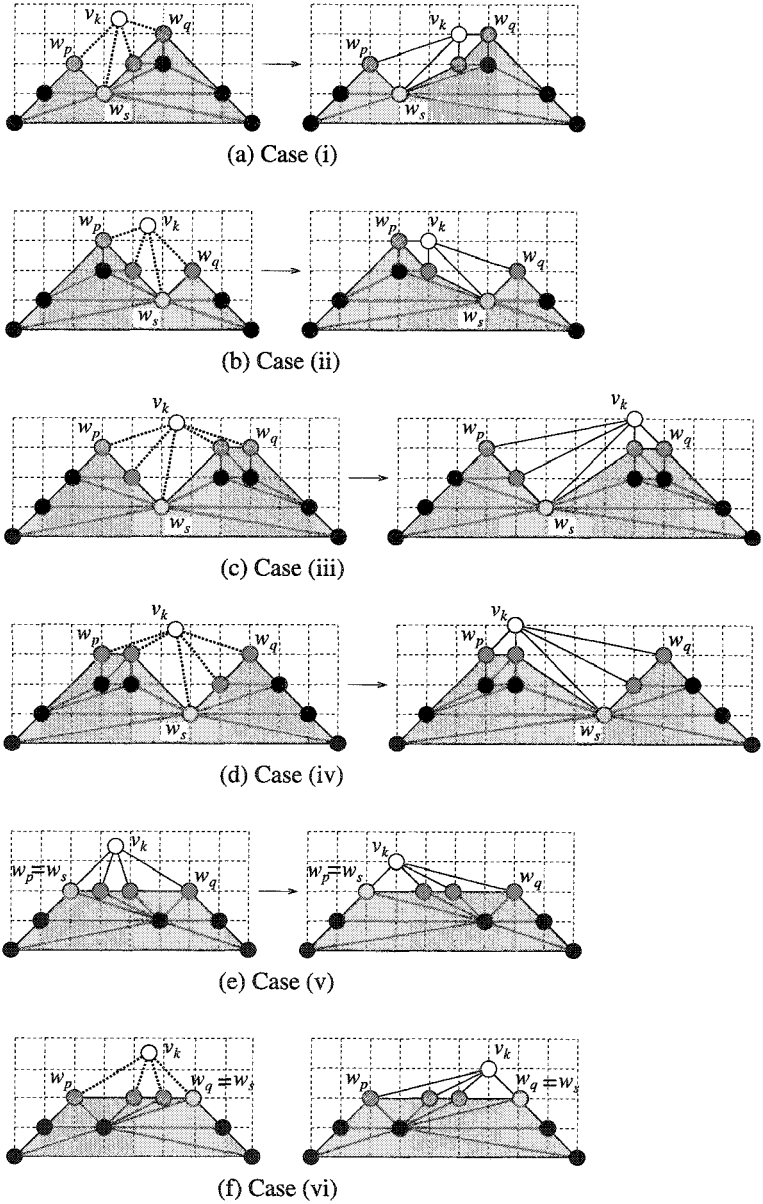 v_k
w_p
w_q
w_s
v_k
w_p
w_q
w_s
(a) Case (i)
w_p
v_k
w_q
w_s
w_p
v_k
w_q
w_s
(b) Case (ii)
v_k
w_p
w_q
w_s
v_k
w_p
w_q
w_s
(c) Case (iii)
v_k
w_p
w_q
w_s
v_k
w_p
w_q
w_s
(d) Case (iv)
v_k
w_p=w_s
w_q
v_k
w_p=w_s
w_q
(e) Case (v)
v_k
w_p
w_q = w_s
v_k
w_p
w_q = w_s
(f) Case (vi)